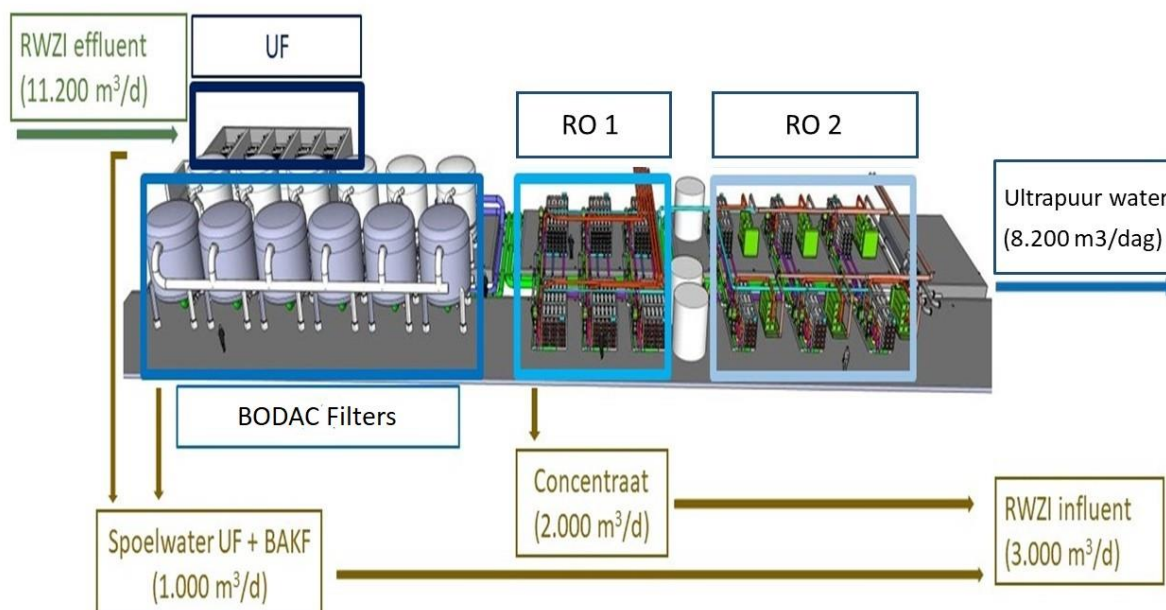 RWZI effluent
(11.200 m³/d)
UF
RO 1
RO 2
Ultrapuur water
(8.200 m3/dag)
BODAC Filters
Concentraat
(2.000 m³/d)
RWZI influent
(3.000 m³/d)
Spoelwater UF + BAKF
(1.000 m³/d)